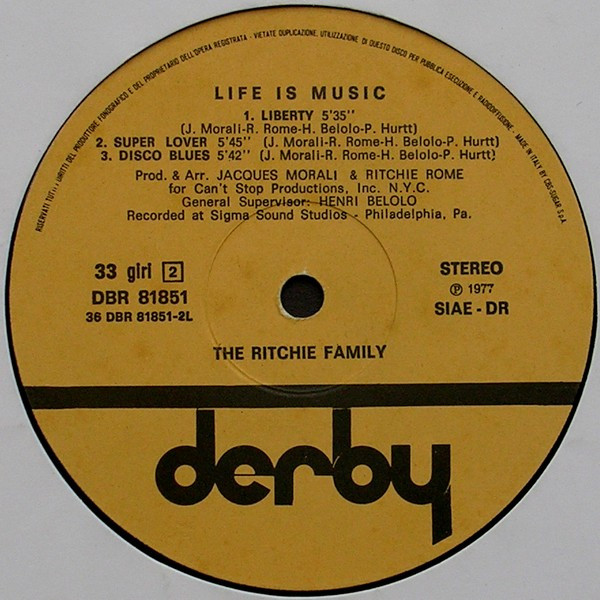 RISERVATI TUTTI I DIRITTI DEL PRODUTTORE FONOGRAFICO E DEL PROPRIETARIO DELL'OPERA REGISTRATA - VIETATE DUPLICAZIONE, UTILIZZAZIONE DI QUESTO DISCO PER PUBBLICA ESECUZIONE E RADIODIFFUSIONE - MADE IN ITALY BY CBS-SUGAR S.p.A.
LIFE IS MUSIC
1. LIBERTY 5'35"
(J. Morali-R. Rome-H. Belolo-P. Hurtt)
2. SUPER LOVER 5'45" (J. Morali-R. Rome-H. Belolo-P. Hurtt)
3. DISCO BLUES 5'42" (J. Morali-R. Rome-H. Belolo-P. Hurtt)
Prod. & Arr. JACQUES MORALI & RITCHIE ROME
for Can't Stop Productions, Inc. N.Y.C.
General Supervisor: HENRI BELOLO
Recorded at Sigma Sound Studios - Philadelphia, Pa.
33 giri 2 STEREO
DBR 81851 ℗ 1977
36 DBR 81851-2L SIAE - DR
THE RITCHIE FAMILY
derby